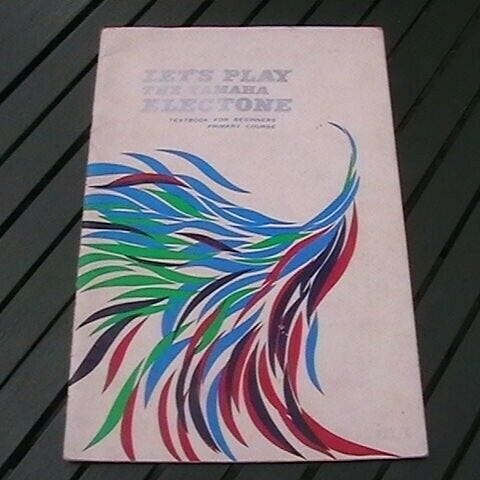 LET'S PLAY
THE YAMAHA
ELECTONE
TEXTBOOK FOR BEGINNERS
PRIMARY COURSE